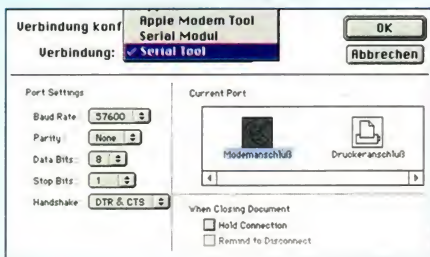 Apple Modem Tool
Verbindung konf
Serial Modul
OK
Verbindung:
✓ Serial Tool
Abbrechen
Port Settings
Current Port
Baud Rate: 57600
Parity: None
Data Bits: 8
Stop Bits: 1
Handshake: DTR & CTS
Modemanschluß
Druckeranschluß
When Closing Document
Hold Connection
Remind to Disconnect